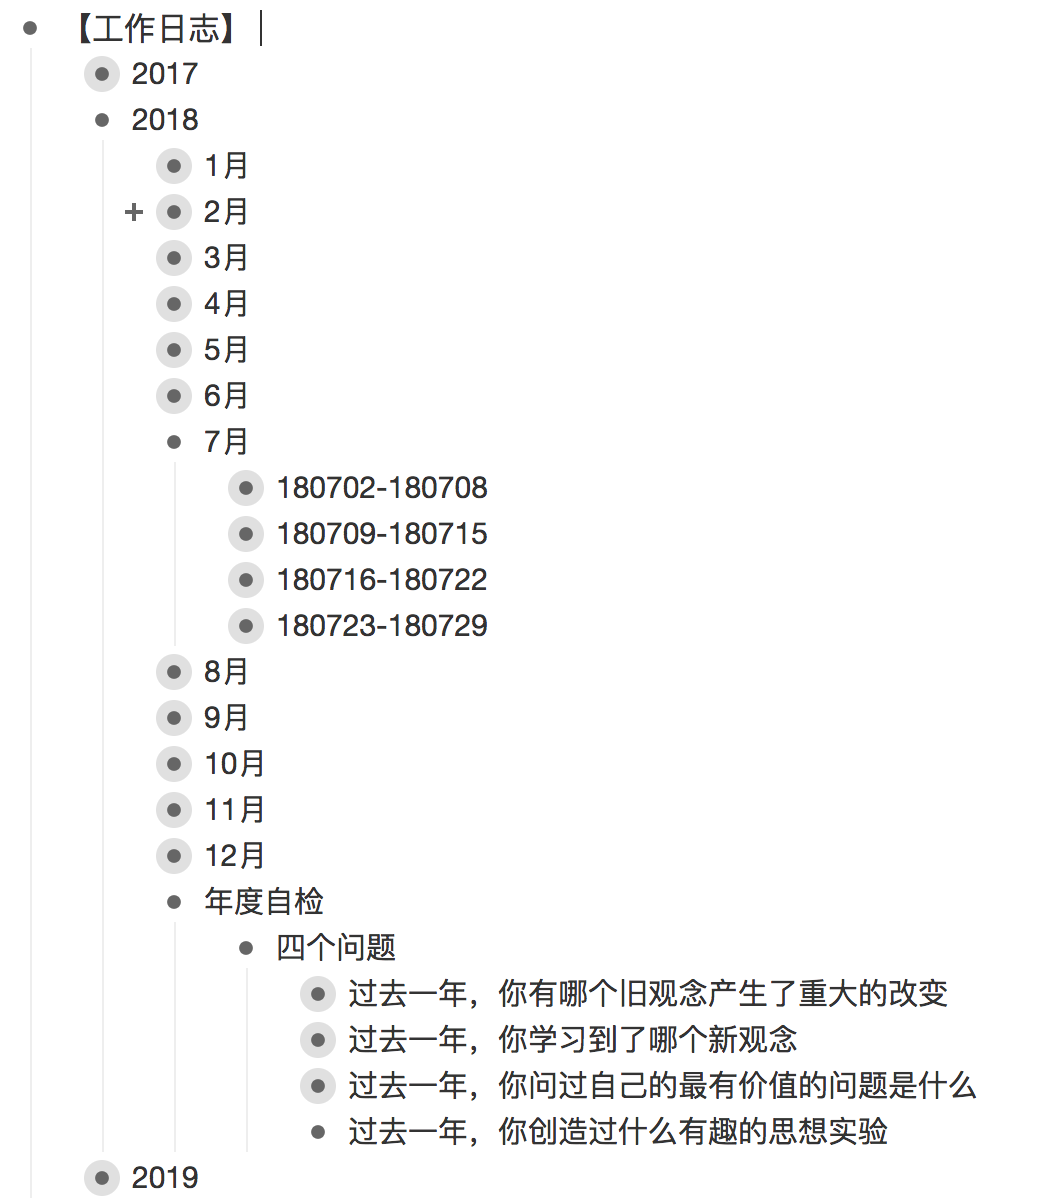 【工作日志】
2017
2018
1月
2月
3月
4月
5月
6月
7月
180702-180708
180709-180715
180716-180722
180723-180729
8月
9月
10月
11月
12月
年度自检
四个问题
过去一年，你有哪个旧观念产生了重大的改变
过去一年，你学习到了哪个新观念
过去一年，你问过自己的最有价值的问题是什么
过去一年，你创造过什么有趣的思想实验
2019